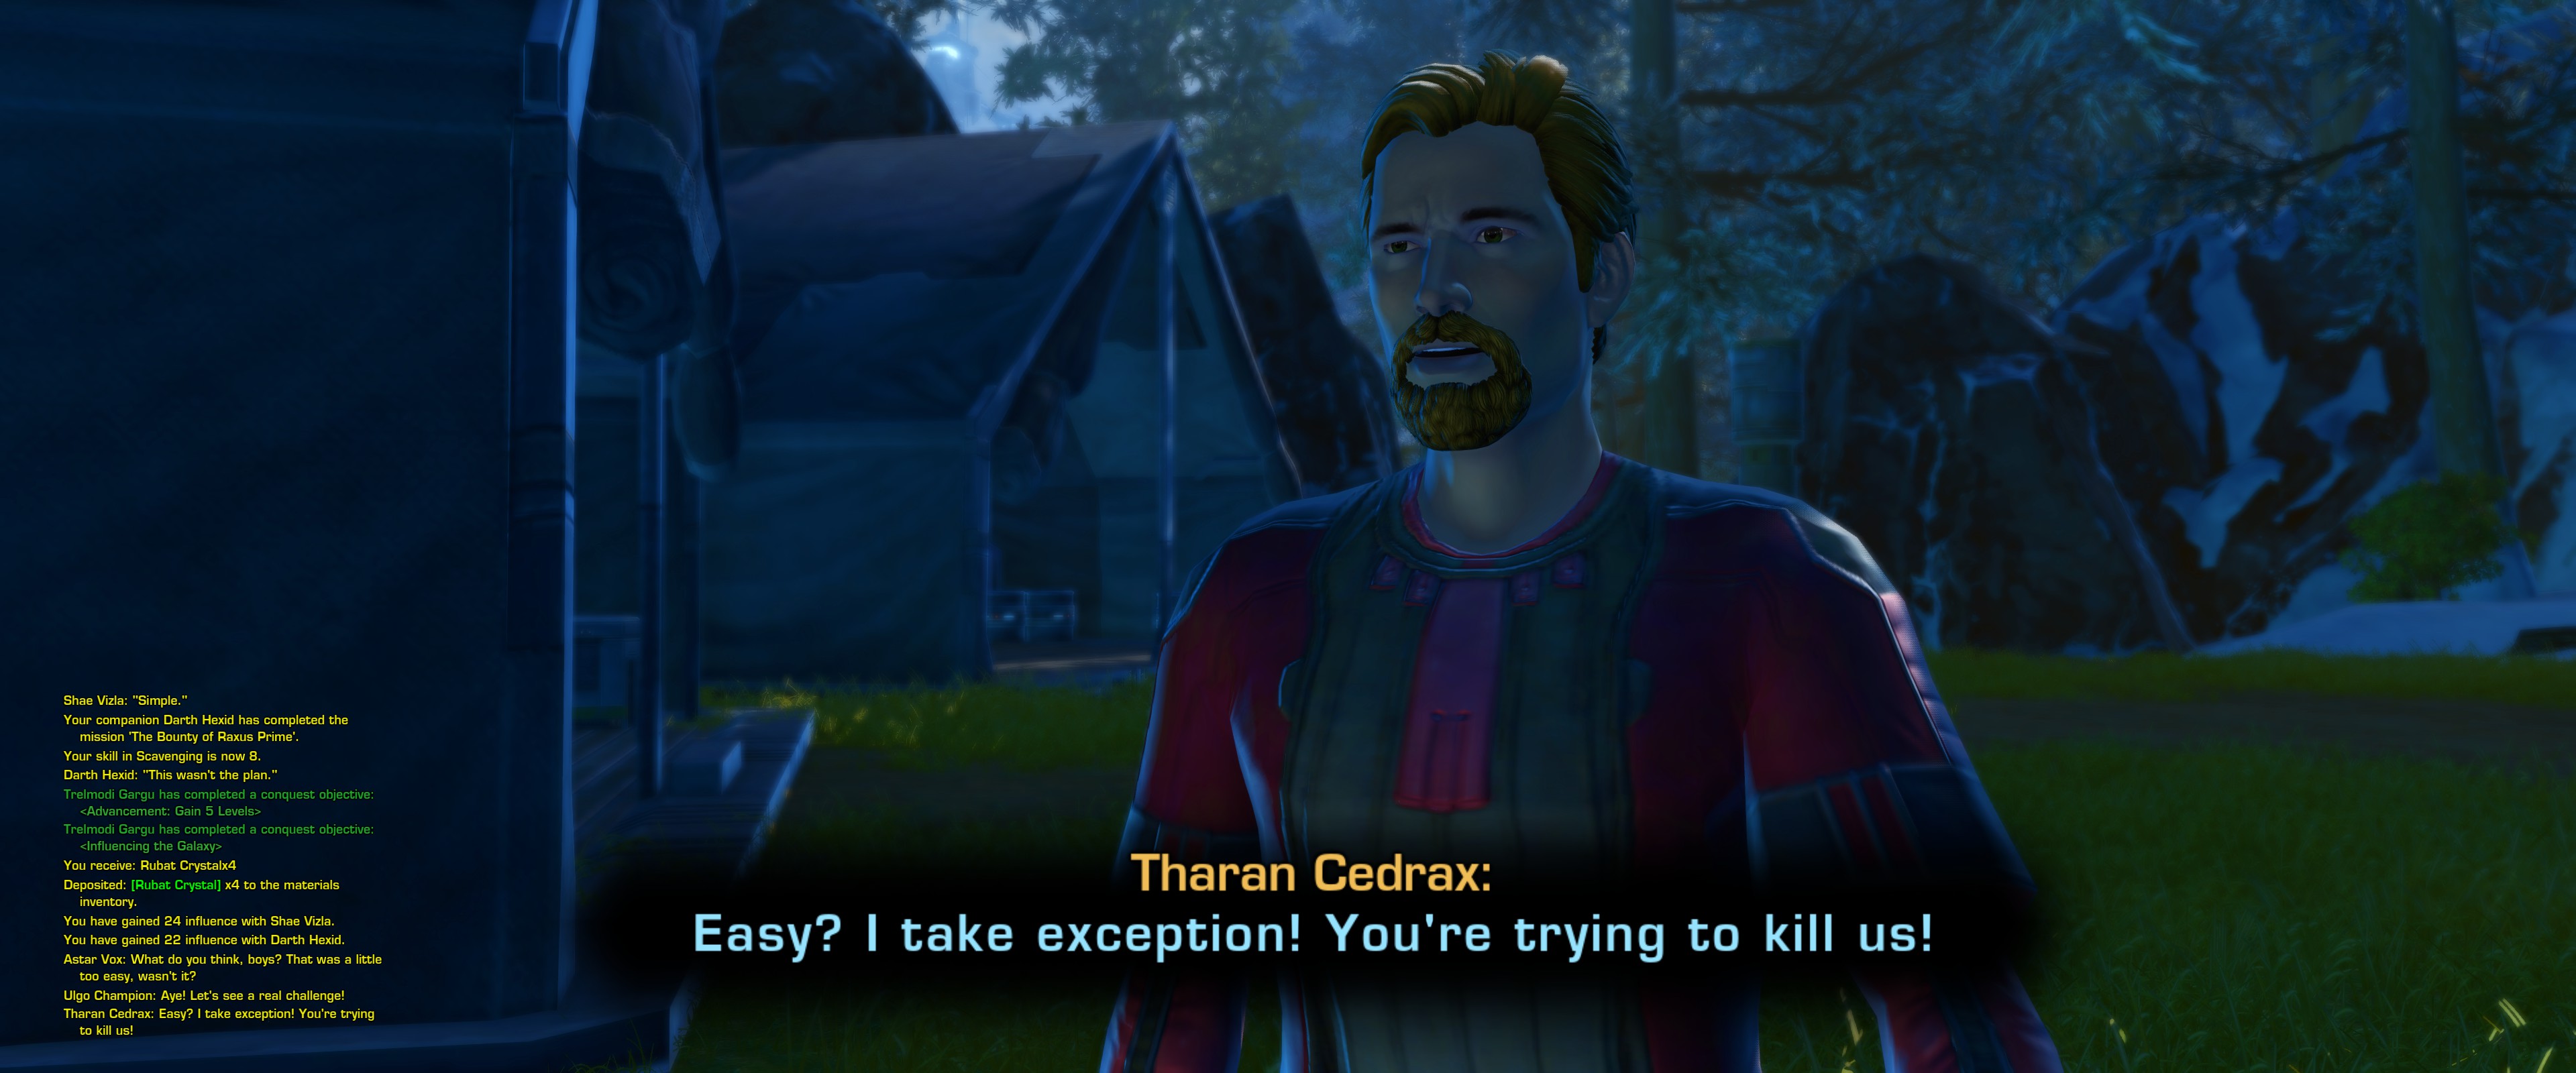 Shae Vizla: "Simple."
Your companion Darth Hexid has completed the
mission 'The Bounty of Raxus Prime'.
Your skill in Scavenging is now 8.
Darth Hexid: "This wasn't the plan."
Trelmodi Gargu has completed a conquest objective:
<Advancement: Gain 5 Levels>
Trelmodi Gargu has completed a conquest objective:
<Influencing the Galaxy>
You receive: Rubat Crystalx4
Deposited: [Rubat Crystal] x4 to the materials
inventory.
You have gained 24 influence with Shae Vizla.
You have gained 22 influence with Darth Hexid.
Astar Vox: What do you think, boys? That was a little
too easy, wasn't it?
Ulgo Champion: Aye! Let's see a real challenge!
Tharan Cedrax: Easy? I take exception! You're trying
to kill us!
Tharan Cedrax:
Easy? I take exception! You're trying to kill us!